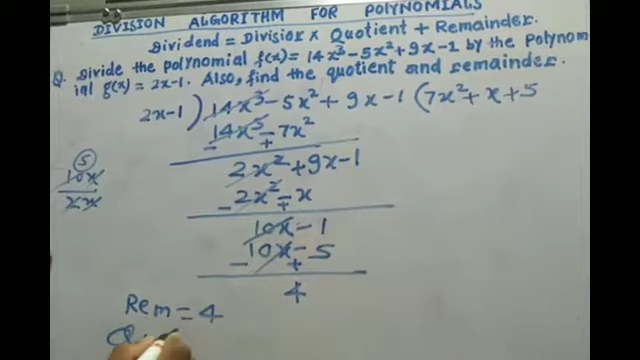 DIVISION ALGORITHM FOR POLYNOMIALS
Dividend = Divisior × Quotient + Remainder.
Q. Divide the polynomial f(x) = 14x³ - 5x² + 9x - 1 by the Polynom-
ial g(x) = 2x-1. Also, find the quotient and remainder.
2x-1 ) 14x³ - 5x² + 9x - 1 ( 7x² + x + 5
14x³ - 7x²
- +
2x² + 9x - 1
2x² - x
- +
10x - 1
10x - 5
- +
4
5
10x
2x
Rem = 4
Q.